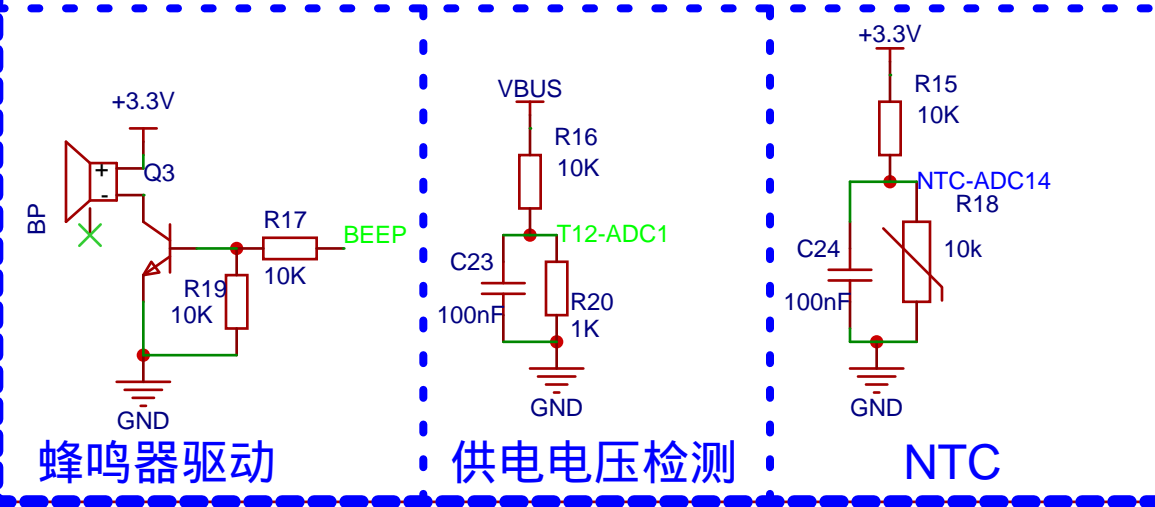 +3.3V
+
-
Q3
BP
R17
BEEP
10K
R19
10K
GND
蜂鸣器驱动
VBUS
R16
10K
T12-ADC1
C23
100nF
R20
1K
GND
供电电压检测
+3.3V
R15
10K
NTC-ADC14
R18
10k
C24
100nF
GND
NTC